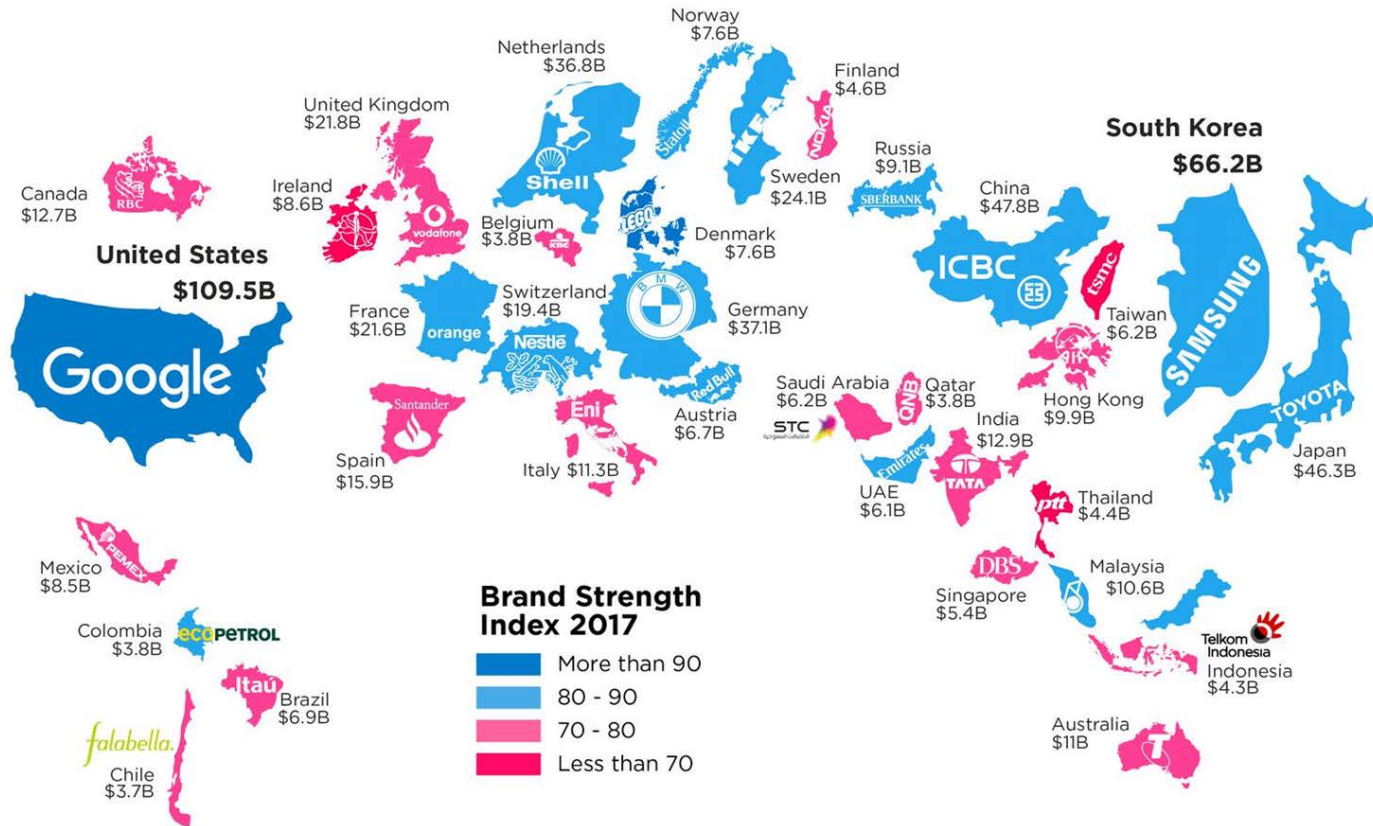 Norway
$7.6B
Statoil
Netherlands
$36.8B
Shell
Finland
$4.6B
NOKIA
IKEA
Sweden
$24.1B
United Kingdom
$21.8B
vodafone
Ireland
$8.6B
Canada
$12.7B
RBC
Belgium
$3.8B
KBC
LEGO
Denmark
$7.6B
Russia
$9.1B
SBERBANK
China
$47.8B
ICBC
South Korea
$66.2B
SAMSUNG
United States
$109.5B
Google
France
$21.6B
orange
Switzerland
$19.4B
Nestlé
BMW
Germany
$37.1B
tsmc
Taiwan
$6.2B
AIA
Hong Kong
$9.9B
TOYOTA
Japan
$46.3B
Santander
Spain
$15.9B
Eni
Italy $11.3B
Red Bull
Austria
$6.7B
Saudi Arabia
$6.2B
STC
Qatar
$3.8B
QNB
India
$12.9B
TATA
Emirates
UAE
$6.1B
ptt
Thailand
$4.4B
DBS
Singapore
$5.4B
Malaysia
$10.6B
Telkom
Indonesia
Indonesia
$4.3B
Australia
$11B
T
Mexico
$8.5B
PEMEX
Colombia
$3.8B
ecoPETROL
Itaú
Brazil
$6.9B
falabella.
Chile
$3.7B
Brand Strength
Index 2017
More than 90
80 - 90
70 - 80
Less than 70